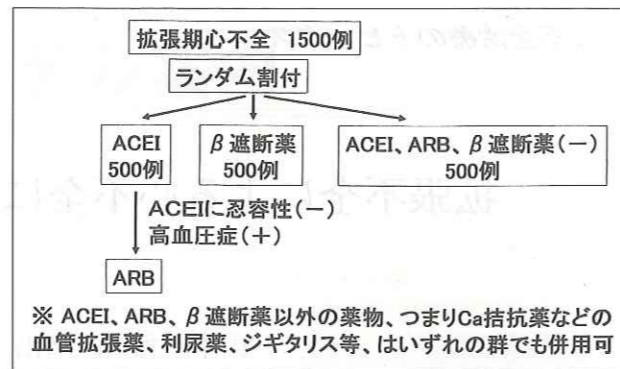 拡張期心不全 1500例
ランダム割付
ACEI
500例
β遮断薬
500例
ACEI、ARB、β遮断薬(-)
500例
ACEIに忍容性(-)
高血圧症(+)
ARB
※ ACEI、ARB、β遮断薬以外の薬物、つまりCa拮抗薬などの
血管拡張薬、利尿薬、ジギタリス等、はいずれの群でも併用可